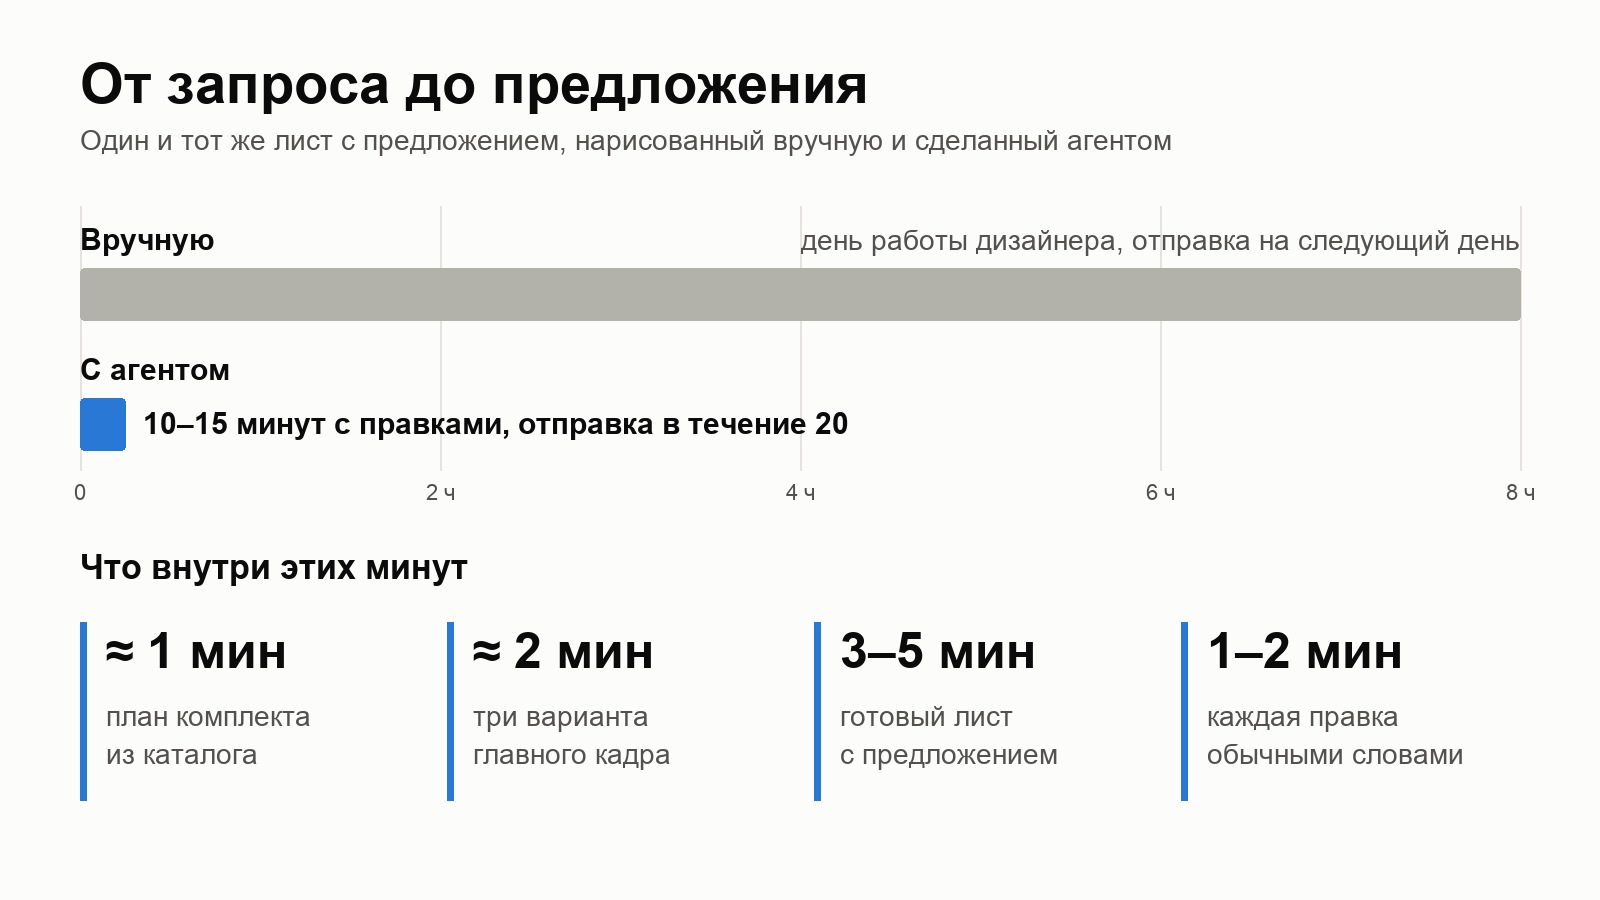 От запроса до предложения
Один и тот же лист с предложением, нарисованный вручную и сделанный агентом
Вручную
день работы дизайнера, отправка на следующий день
С агентом
10–15 минут с правками, отправка в течение 20
0
2 ч
4 ч
6 ч
8 ч
Что внутри этих минут
≈ 1 мин
план комплекта
из каталога
≈ 2 мин
три варианта
главного кадра
3–5 мин
готовый лист
с предложением
1–2 мин
каждая правка
обычными словами